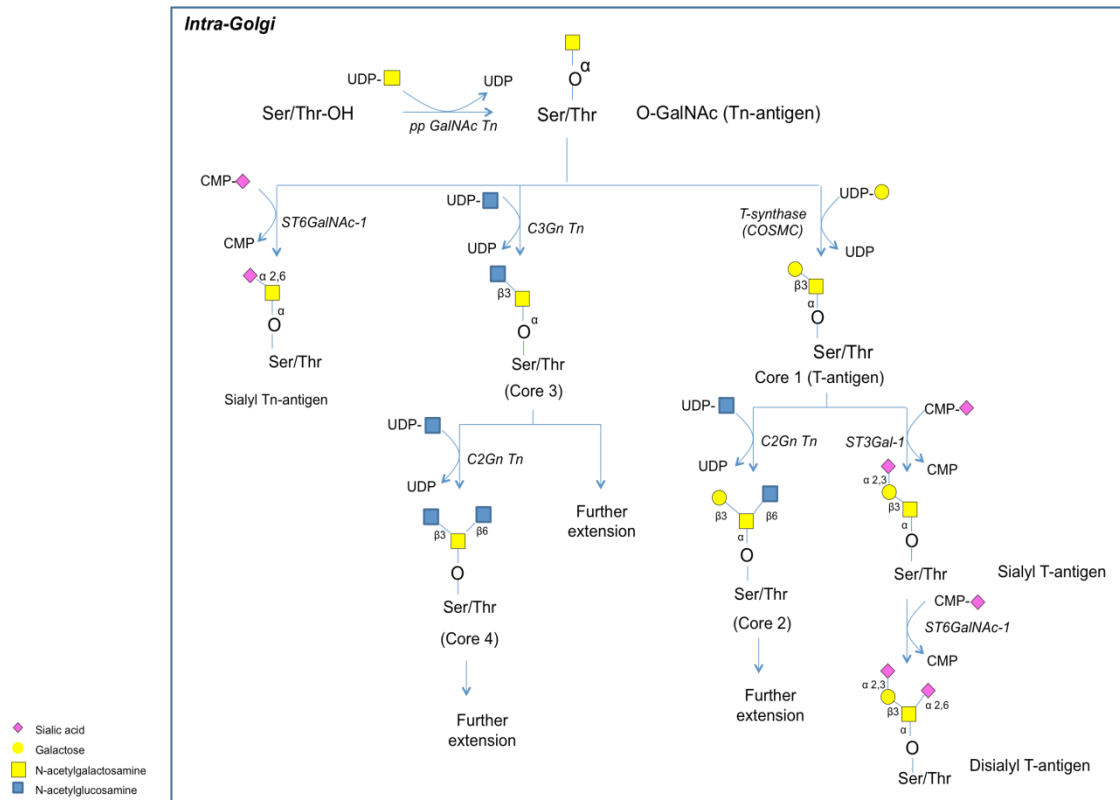 Intra-Golgi
UDP-
UDP
α
O
Ser/Thr-OH
pp GalNAc Tn
Ser/Thr
O-GalNAc (Tn-antigen)
CMP-
ST6GalNAc-1
CMP
UDP-
C3Gn Tn
UDP
UDP-
T-synthase
(COSMC)
UDP
α 2,6
α
O
Ser/Thr
Sialyl Tn-antigen
β3
α
O
Ser/Thr
(Core 3)
β3
α
O
Ser/Thr
Core 1 (T-antigen)
UDP-
C2Gn Tn
UDP
Further
extension
UDP-
C2Gn Tn
UDP
CMP-
ST3Gal-1
CMP
β3
β6
O
Ser/Thr
(Core 4)
Further
extension
β3
β6
α
O
Ser/Thr
(Core 2)
Further
extension
α 2,3
β3
α
O
Ser/Thr
Sialyl T-antigen
CMP-
ST6GalNAc-1
CMP
α 2,3
β3
α 2,6
α
O
Ser/Thr
Disialyl T-antigen
Sialic acid
Galactose
N-acetylgalactosamine
N-acetylglucosamine